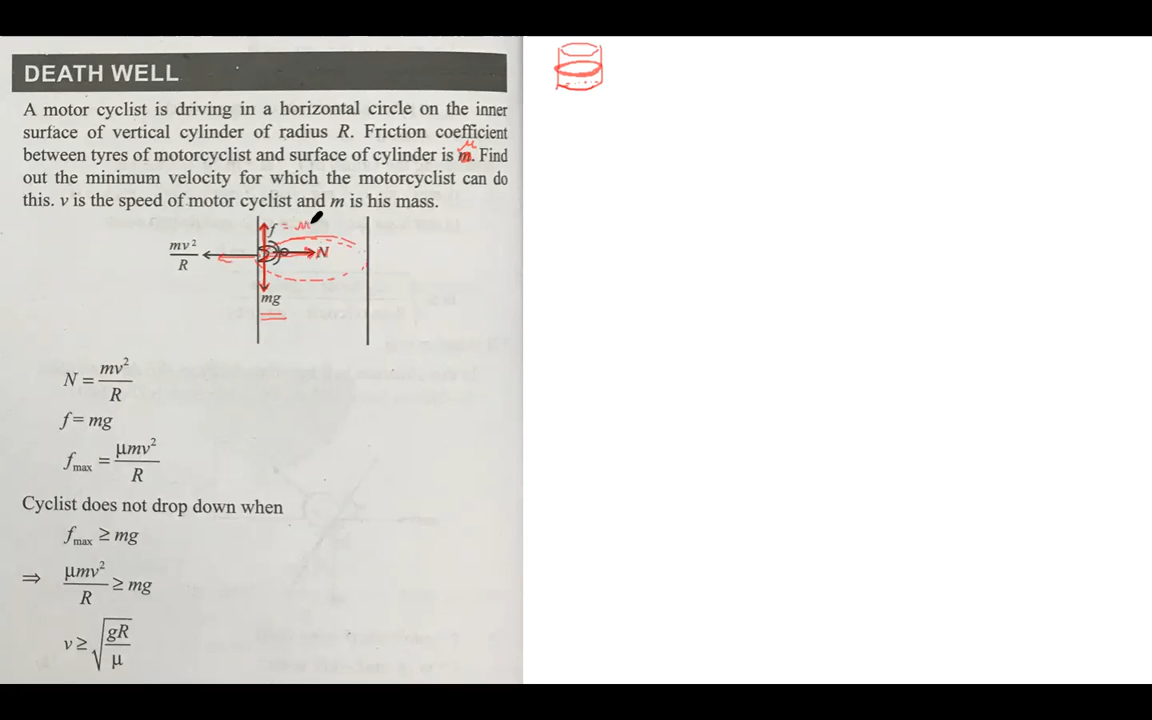 DEATH WELL
A motor cyclist is driving in a horizontal circle on the inner
surface of vertical cylinder of radius R. Friction coefficient
μ
between tyres of motorcyclist and surface of cylinder is m. Find
out the minimum velocity for which the motorcyclist can do
this. v is the speed of motor cyclist and m is his mass.
f = μ
mv²/R
N
mg
N = mv²/R
f = mg
fmax = μmv²/R
Cyclist does not drop down when
fmax ≥ mg
⇒ μmv²/R ≥ mg
v ≥ √(gR/μ)